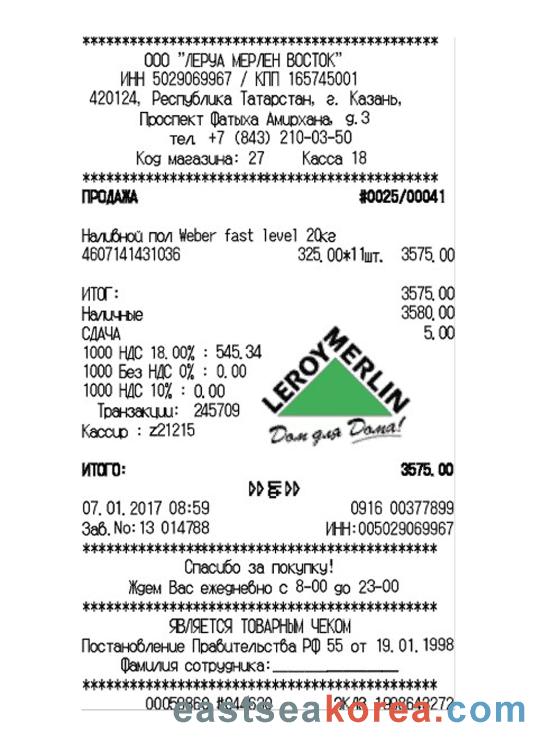 ****************************************
ООО "ЛЕРУА МЕРЛЕН ВОСТОК"
ИНН 5029069967 / КПП 165745001
420124, Республика Татарстан, г. Казань,
Проспект Фатыха Амирхана, д.3
тел. +7 (843) 210-03-50
Код магазина: 27 Касса 18
****************************************
ПРОДАЖА #0025/00041
Наливной пол Weber fast level 20кг
4607141431036 325.00*11шт. 3575.00
ИТОГ: 3575.00
Наличные 3580.00
СДАЧА 5.00
1000 НДС 18.00% : 545.34
1000 Без НДС 0% : 0.00
1000 НДС 10% : 0.00
Транзакции: 245709
Кассир : z21215
LEROY MERLIN
Дом для Дома!
ИТОГО: 3575.00
07.01.2017 08:59 0916 00377899
Зав.No:13 014788 ИНН:005029069967
****************************************
Спасибо за покупку!
Ждем Вас ежедневно с 8-00 до 23-00
****************************************
ЯВЛЯЕТСЯ ТОВАРНЫМ ЧЕКОМ
Постановление Правительства РФ 55 от 19.01.1998
Фамилия сотрудника:_______________
****************************************
eastseakorea.com